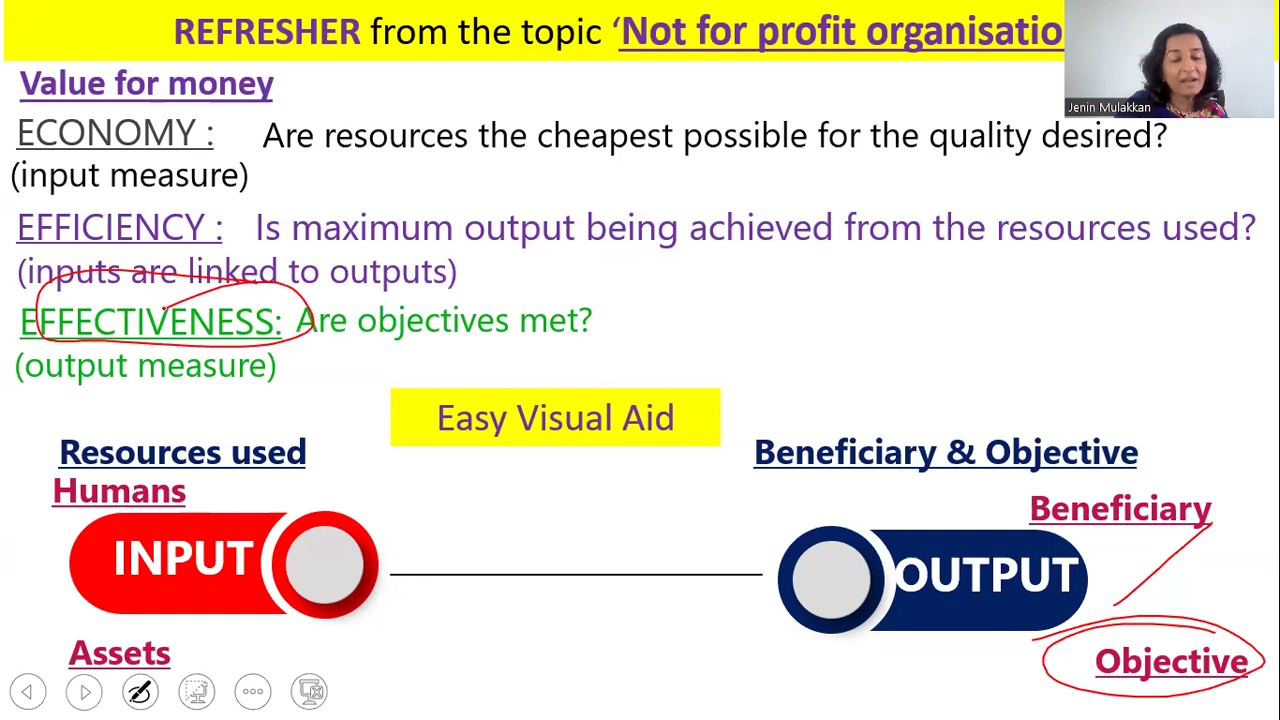 REFRESHER from the topic ‘Not for profit organisatio
Jenin Mulakkan
Value for money
ECONOMY : Are resources the cheapest possible for the quality desired?
(input measure)
EFFICIENCY : Is maximum output being achieved from the resources used?
(inputs are linked to outputs)
EFFECTIVENESS: Are objectives met?
(output measure)
Easy Visual Aid
Resources used
Beneficiary & Objective
Humans
Beneficiary
INPUT
OUTPUT
Assets
Objective